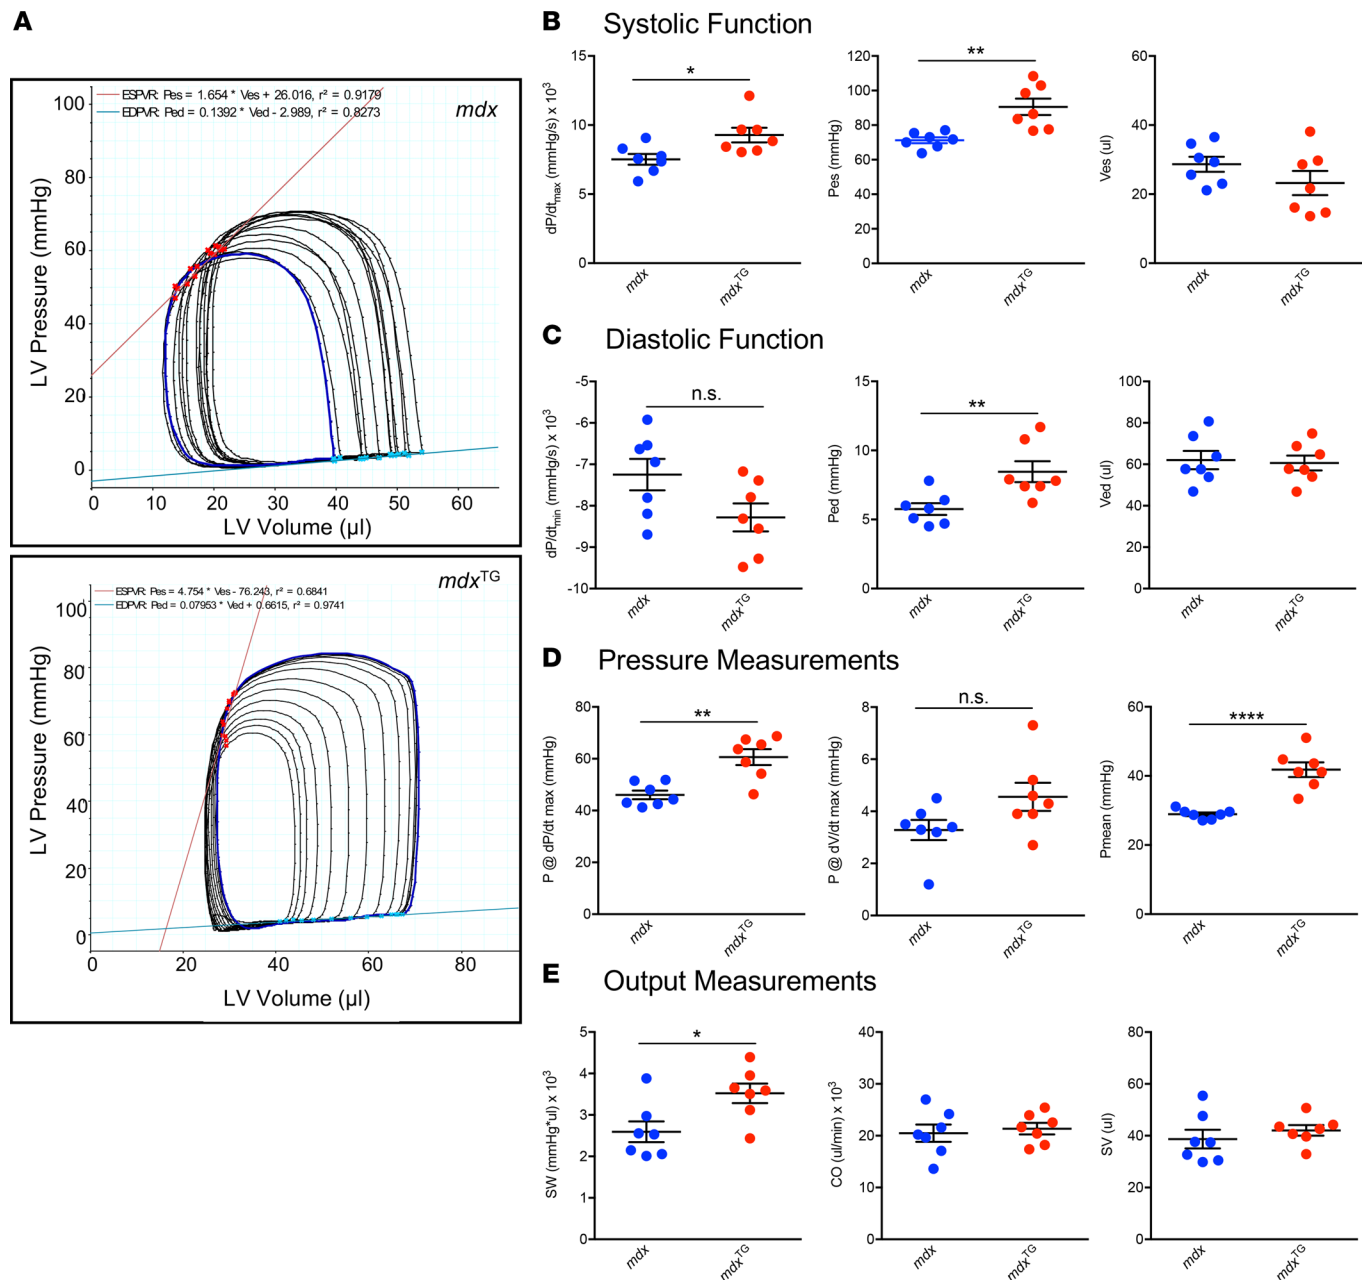 A
ESPVR: Pes = 1.654 * Ves + 26.016, r² = 0.9179
EDPVR: Ped = 0.1392 * Ved - 2.989, r² = 0.8273
mdx
LV Pressure (mmHg)
100
80
60
40
20
0
0 10 20 30 40 50 60
LV Volume (µl)
mdxTG
ESPVR: Pes = 4.754 * Ves - 76.243, r² = 0.6841
EDPVR: Ped = 0.07953 * Ved + 0.6615, r² = 0.9741
LV Pressure (mmHg)
100
80
60
40
20
0
0 20 40 60 80
LV Volume (µl)
B Systolic Function
dP/dtmax (mmHg/s) x 10³
15
10
5
0
*
mdx mdxTG
Pes (mmHg)
120
100
80
60
40
20
0
**
mdx mdxTG
Ves (ul)
60
40
20
0
mdx mdxTG
C Diastolic Function
dP/dtmin (mmHg/s) x 10³
-5
-6
-7
-8
-9
-10
n.s.
mdx mdxTG
Ped (mmHg)
15
10
5
0
**
mdx mdxTG
Ved (ul)
100
80
60
40
20
0
mdx mdxTG
D Pressure Measurements
P @ dP/dt max (mmHg)
80
60
40
20
0
**
mdx mdxTG
P @ dV/dt max (mmHg)
8
6
4
2
0
n.s.
mdx mdxTG
Pmean (mmHg)
60
40
20
0
****
mdx mdxTG
E Output Measurements
SW (mmHg*ul) x 10³
5
4
3
2
1
0
*
mdx mdxTG
CO (ul/min) x 10³
40
30
20
10
0
mdx mdxTG
SV (ul)
80
60
40
20
0
mdx mdxTG